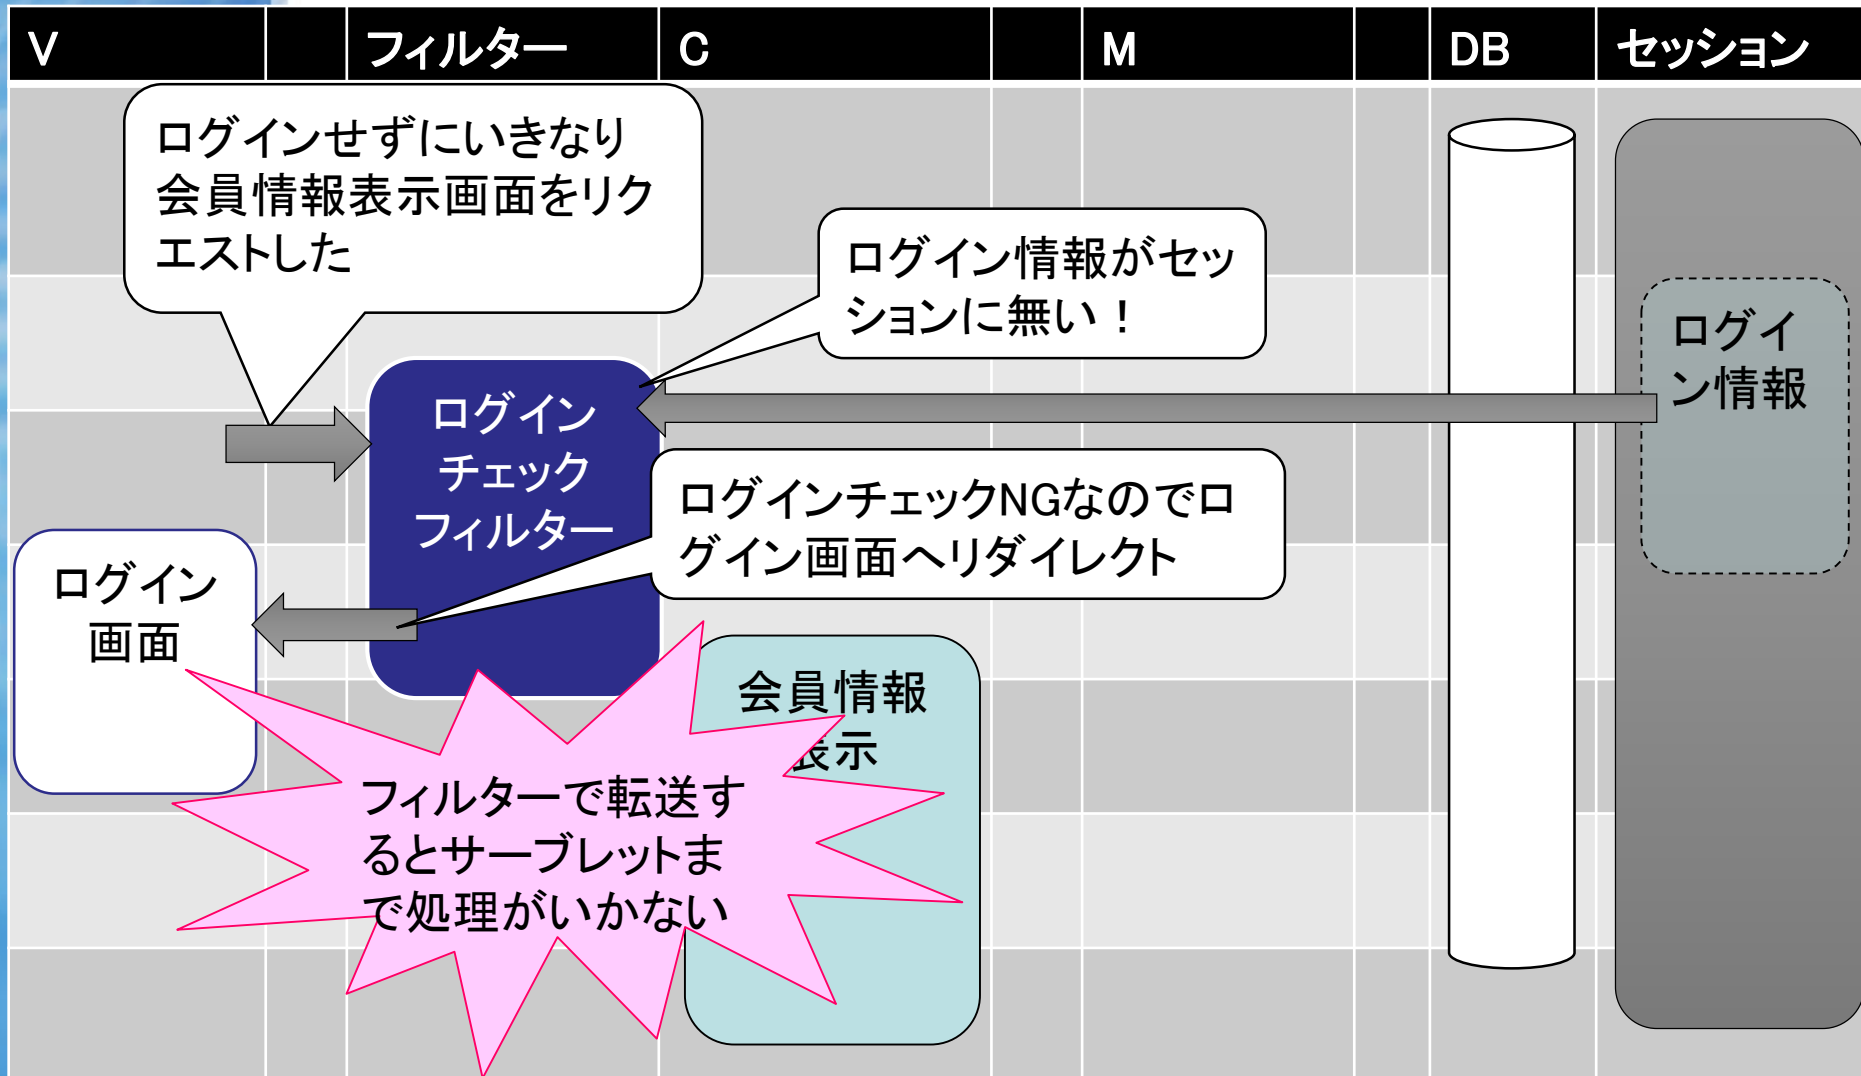 V フィルター C M DB セッション
ログインせずにいきなり
会員情報表示画面をリク
エストした
ログイン情報がセッ
ションに無い！
ログイ
ン情報
ログイン
チェック
フィルター
ログインチェックNGなのでロ
グイン画面へリダイレクト
ログイン
画面
会員情報
表示
フィルターで転送す
るとサーブレットま
で処理がいかない